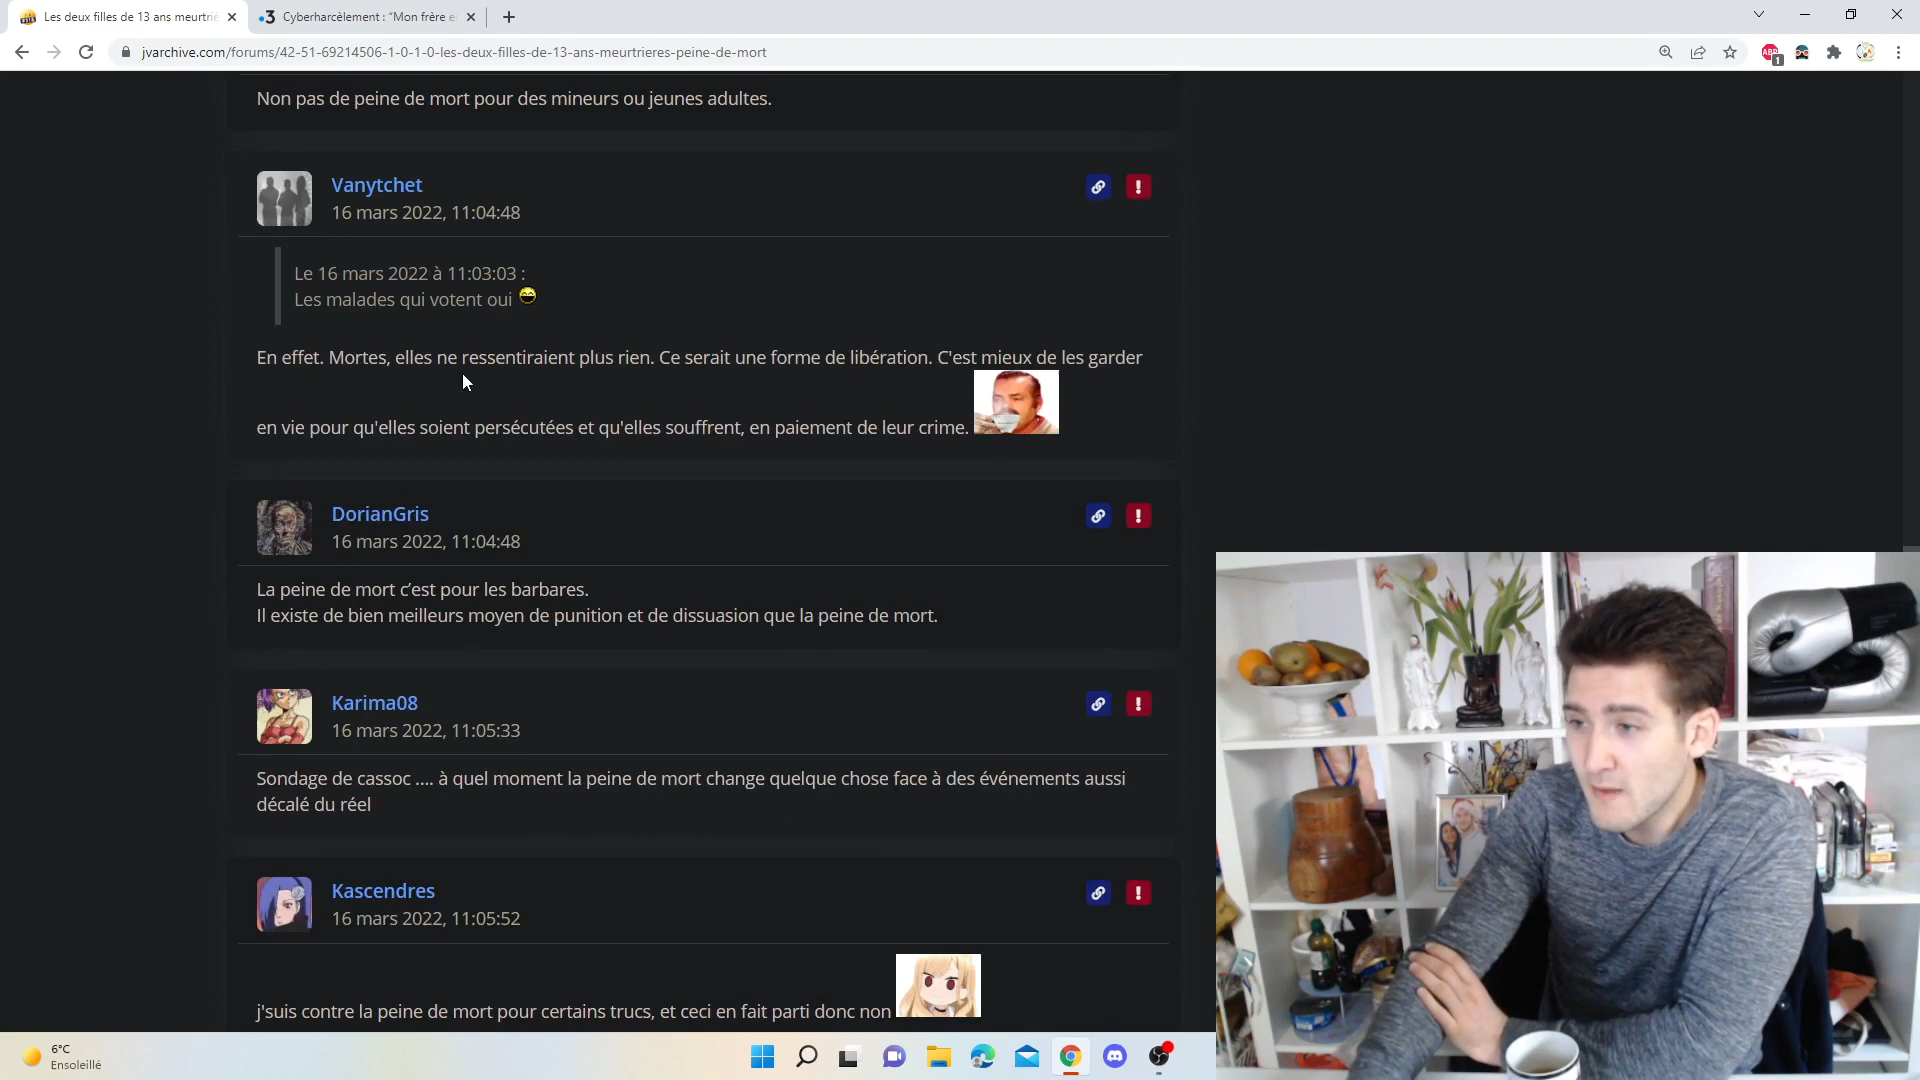 Les deux filles de 13 ans meurtriè
Cyberharcèlement : "Mon frère e
jvarchive.com/forums/42-51-69214506-1-0-1-0-les-deux-filles-de-13-ans-meurtrieres-peine-de-mort
ABP
1
Non pas de peine de mort pour des mineurs ou jeunes adultes.
Vanytchet
16 mars 2022, 11:04:48
Le 16 mars 2022 à 11:03:03 :
Les malades qui votent oui
En effet. Mortes, elles ne ressentiraient plus rien. Ce serait une forme de libération. C'est mieux de les garder
en vie pour qu'elles soient persécutées et qu'elles souffrent, en paiement de leur crime.
DorianGris
16 mars 2022, 11:04:48
La peine de mort c’est pour les barbares.
Il existe de bien meilleurs moyen de punition et de dissuasion que la peine de mort.
Karima08
16 mars 2022, 11:05:33
Sondage de cassoc .... à quel moment la peine de mort change quelque chose face à des événements aussi
décalé du réel
Kascendres
16 mars 2022, 11:05:52
j'suis contre la peine de mort pour certains trucs, et ceci en fait parti donc non
6°C
Ensoleillé